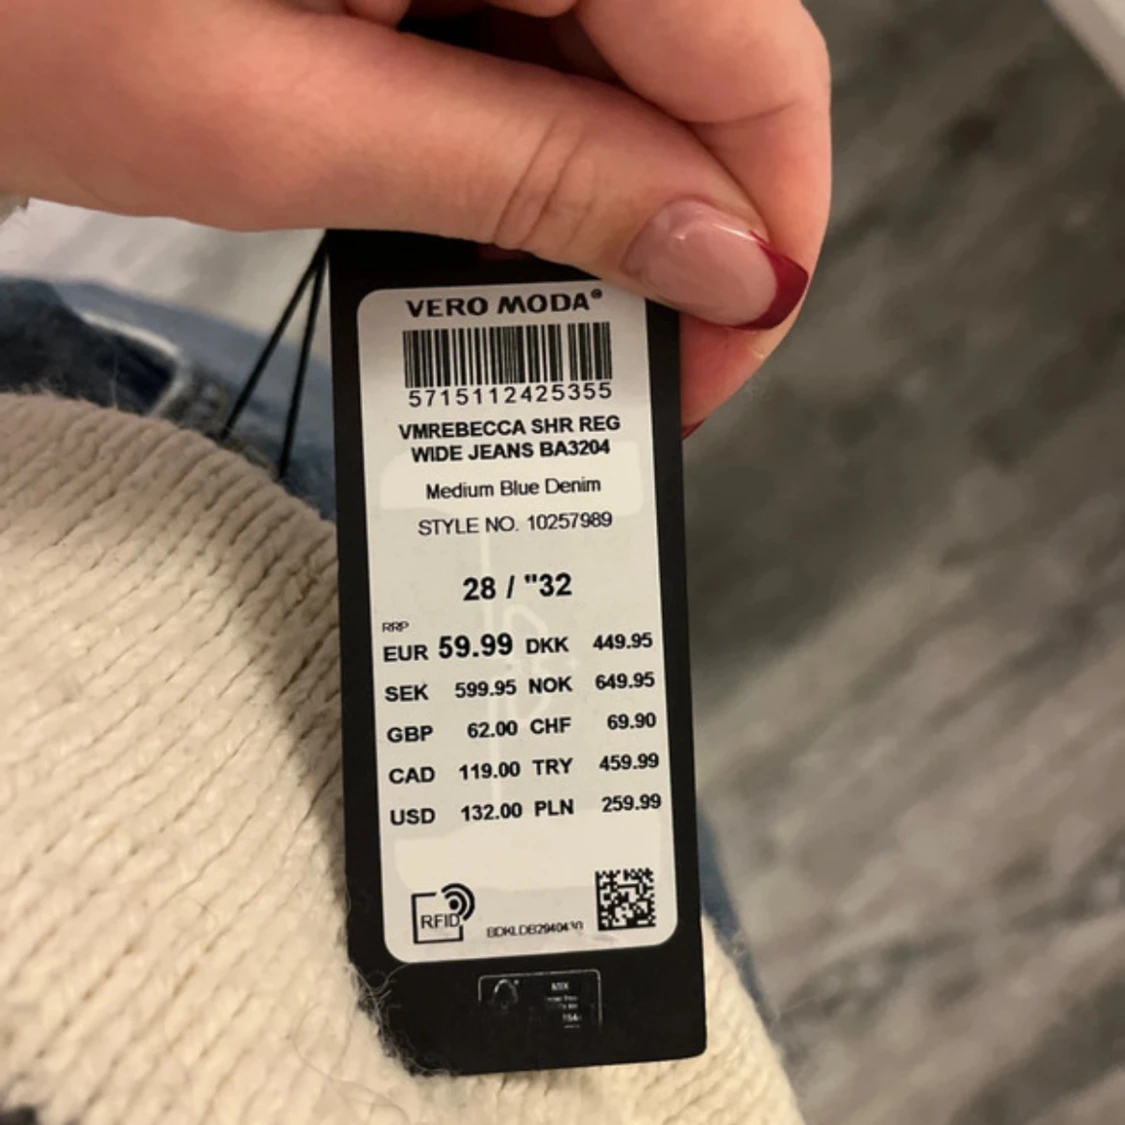 VERO MODA®
5715112425355
VMREBECCA SHR REG
WIDE JEANS BA3204
Medium Blue Denim
STYLE NO. 10257989
28 / "32
RRP
EUR 59.99 DKK 449.95
SEK 599.95 NOK 649.95
GBP 62.00 CHF 69.90
CAD 119.00 TRY 459.99
USD 132.00 PLN 259.99
RFID
MIX